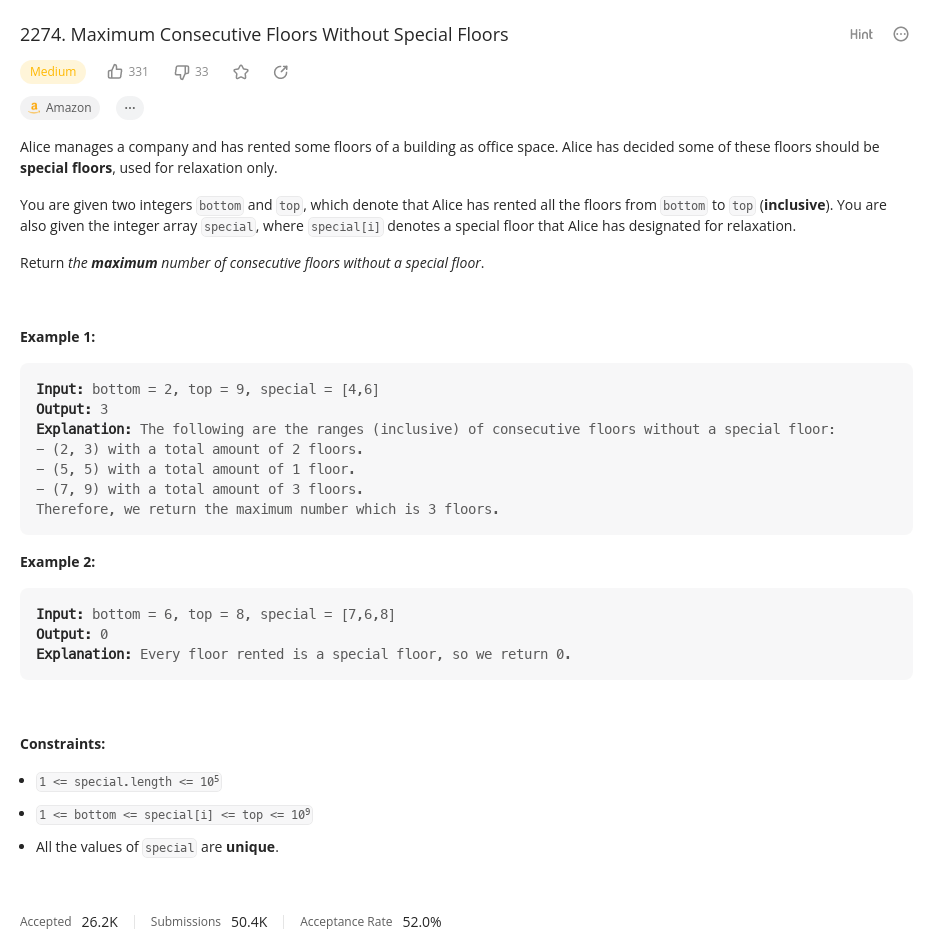 2274. Maximum Consecutive Floors Without Special Floors
Hint
Medium 331 33
a Amazon ...
Alice manages a company and has rented some floors of a building as office space. Alice has decided some of these floors should be
special floors, used for relaxation only.
You are given two integers bottom and top, which denote that Alice has rented all the floors from bottom to top (inclusive). You are
also given the integer array special, where special[i] denotes a special floor that Alice has designated for relaxation.
Return the maximum number of consecutive floors without a special floor.
Example 1:
Input: bottom = 2, top = 9, special = [4,6]
Output: 3
Explanation: The following are the ranges (inclusive) of consecutive floors without a special floor:
– (2, 3) with a total amount of 2 floors.
– (5, 5) with a total amount of 1 floor.
– (7, 9) with a total amount of 3 floors.
Therefore, we return the maximum number which is 3 floors.
Example 2:
Input: bottom = 6, top = 8, special = [7,6,8]
Output: 0
Explanation: Every floor rented is a special floor, so we return 0.
Constraints:
• 1 <= special.length <= 10⁵
• 1 <= bottom <= special[i] <= top <= 10⁹
• All the values of special are unique.
Accepted 26.2K Submissions 50.4K Acceptance Rate 52.0%